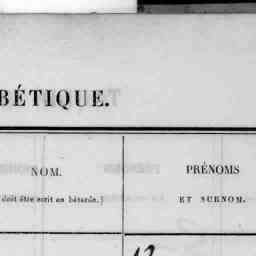 BÉTIQUE.
NOM.
PRÉNOMS
doit être écrit en bâtarde.)
ET SURNOM.